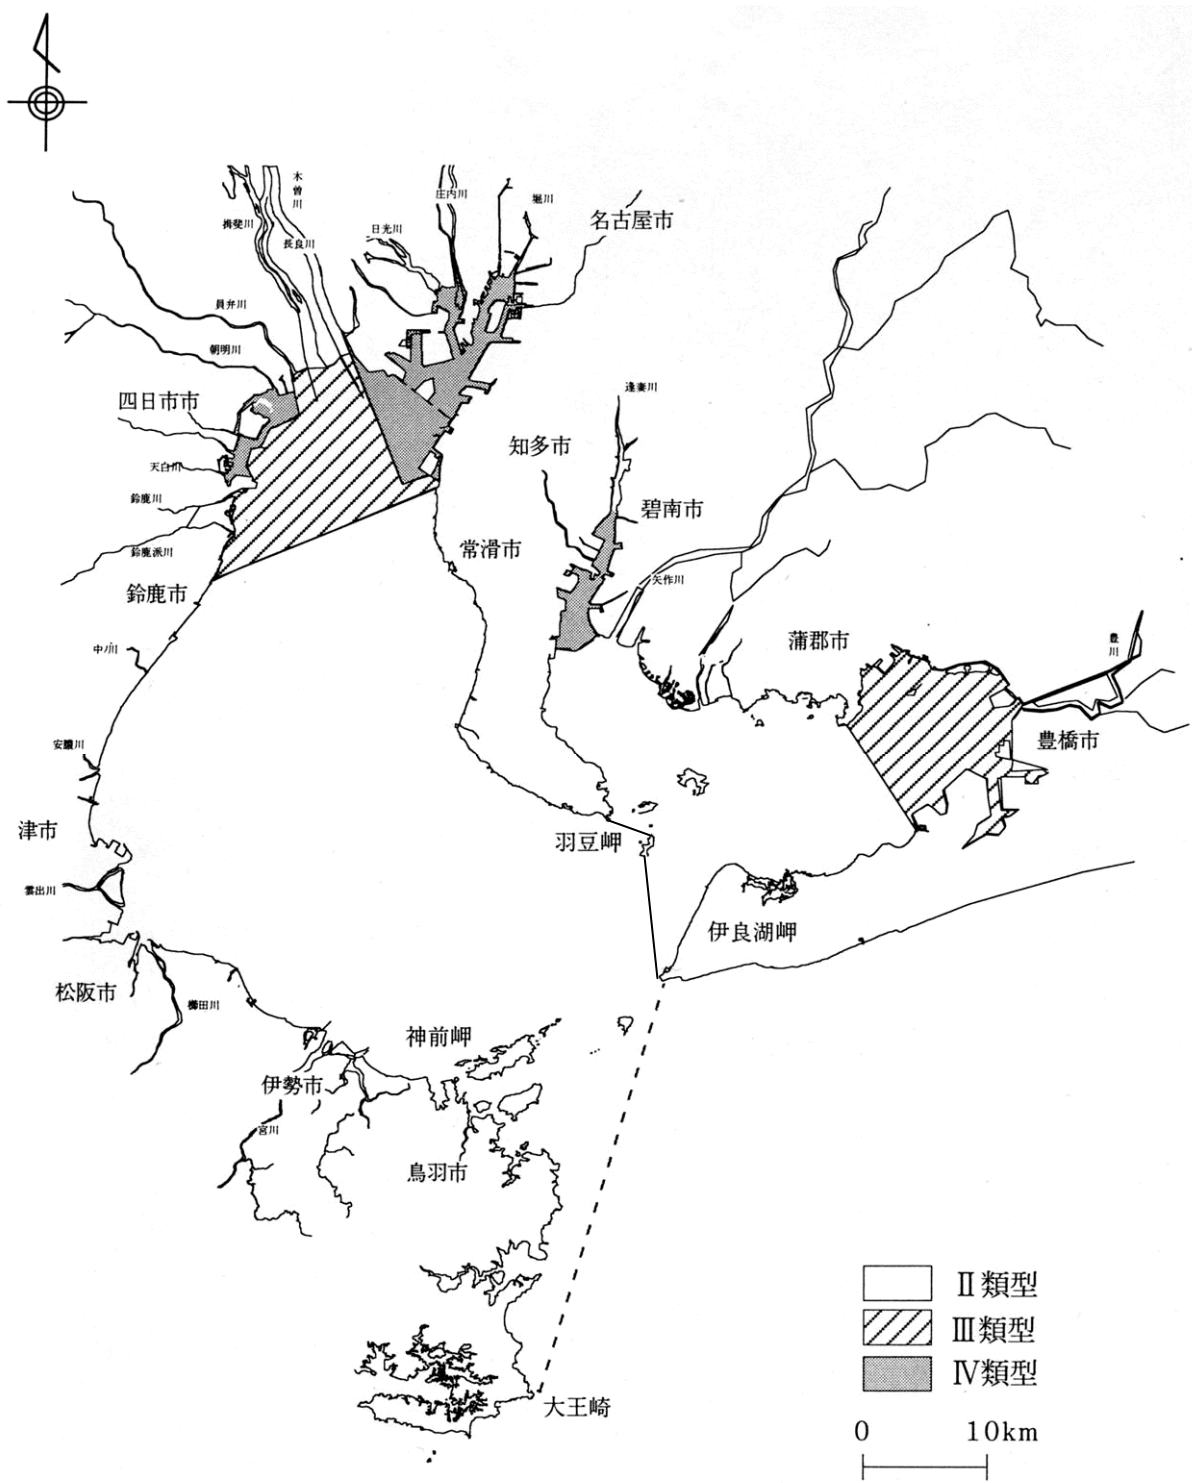 木曽川
庄内川
堀川
揖斐川
名古屋市
日光川
長良川
員弁川
朝明川
逢妻川
四日市市
知多市
天白川
鈴鹿川
碧南市
常滑市
鈴鹿派川
矢作川
鈴鹿市
蒲郡市
豊川
中ノ川
豊橋市
安濃川
津市
羽豆岬
雲出川
伊良湖岬
松阪市
櫛田川
神前岬
伊勢市
宮川
鳥羽市
Ⅱ類型
Ⅲ類型
Ⅳ類型
大王崎
0 10km